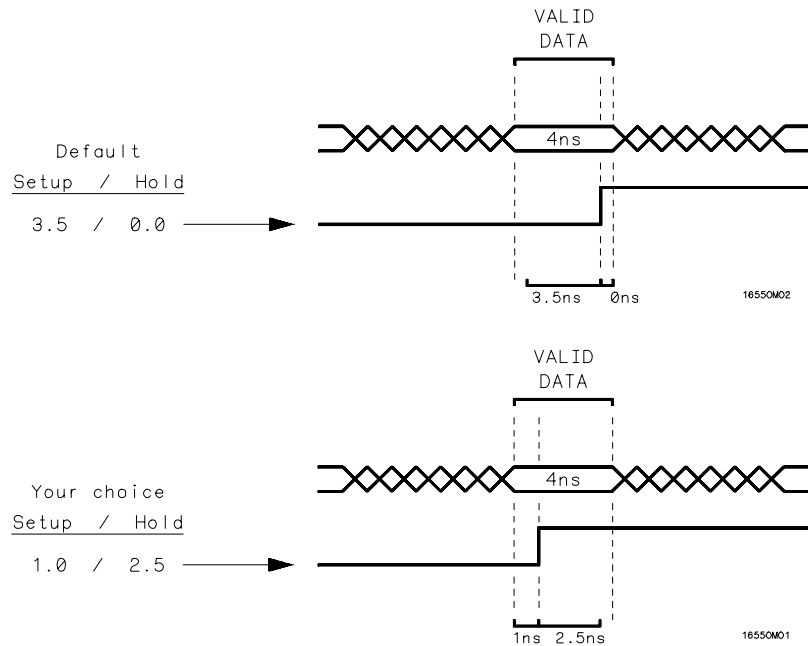 VALID
DATA
4ns
Default
Setup / Hold
3.5 / 0.0
3.5ns 0ns
16550M02
VALID
DATA
4ns
Your choice
Setup / Hold
1.0 / 2.5
1ns 2.5ns
16550M01